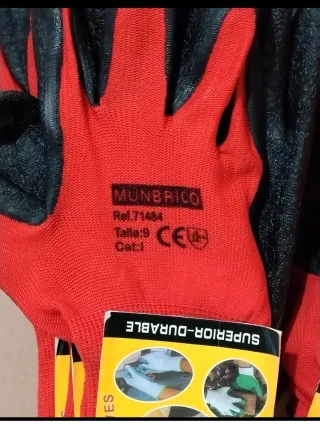 MUNBRICO
Ref.71484
Talla:9
Cat:I
CE
SUPERIOR-DURABLE